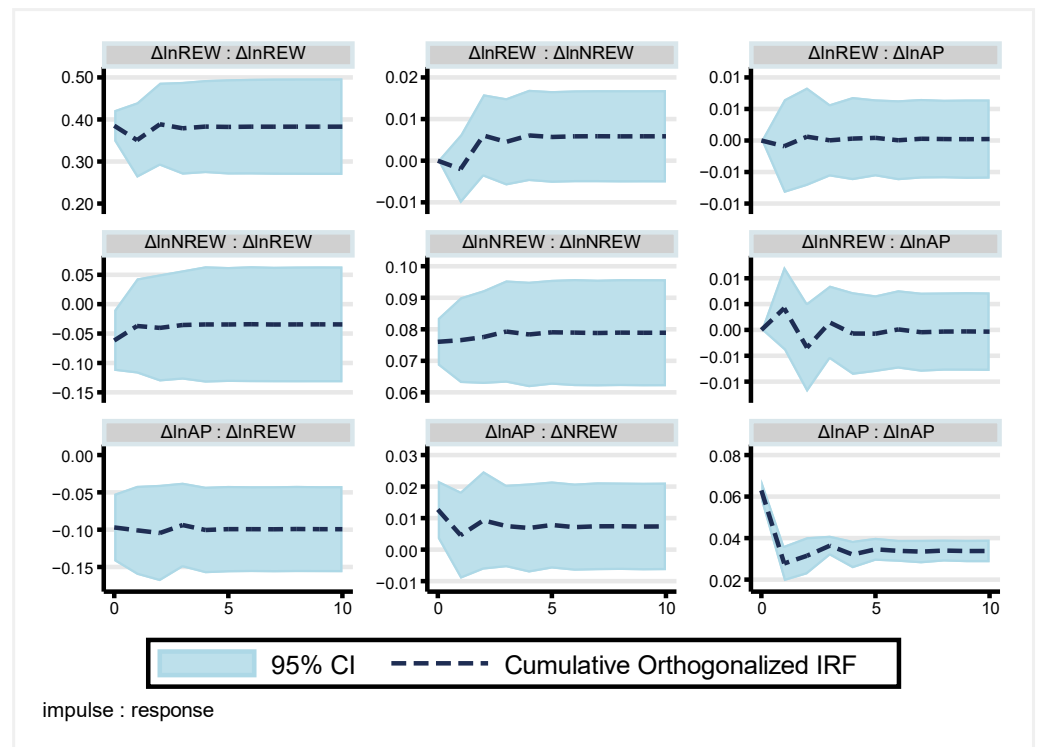 ΔlnREW : ΔlnREW
ΔlnREW : ΔlnNREW
ΔlnREW : ΔlnAP
0.50
0.40
0.30
0.20
0.02
0.01
0.00
−0.01
0.01
0.01
0.00
−0.01
−0.01
ΔlnNREW : ΔlnREW
ΔlnNREW : ΔlnNREW
ΔlnNREW : ΔlnAP
0.05
0.00
−0.05
−0.10
−0.15
0.10
0.09
0.08
0.07
0.06
0.01
0.01
0.00
−0.01
−0.01
ΔlnAP : ΔlnREW
ΔlnAP : ΔNREW
ΔlnAP : ΔlnAP
0.00
−0.05
−0.10
−0.15
0.03
0.02
0.01
0.00
−0.01
0.08
0.06
0.04
0.02
0 5 10
0 5 10
0 5 10
95% CI
Cumulative Orthogonalized IRF
impulse : response